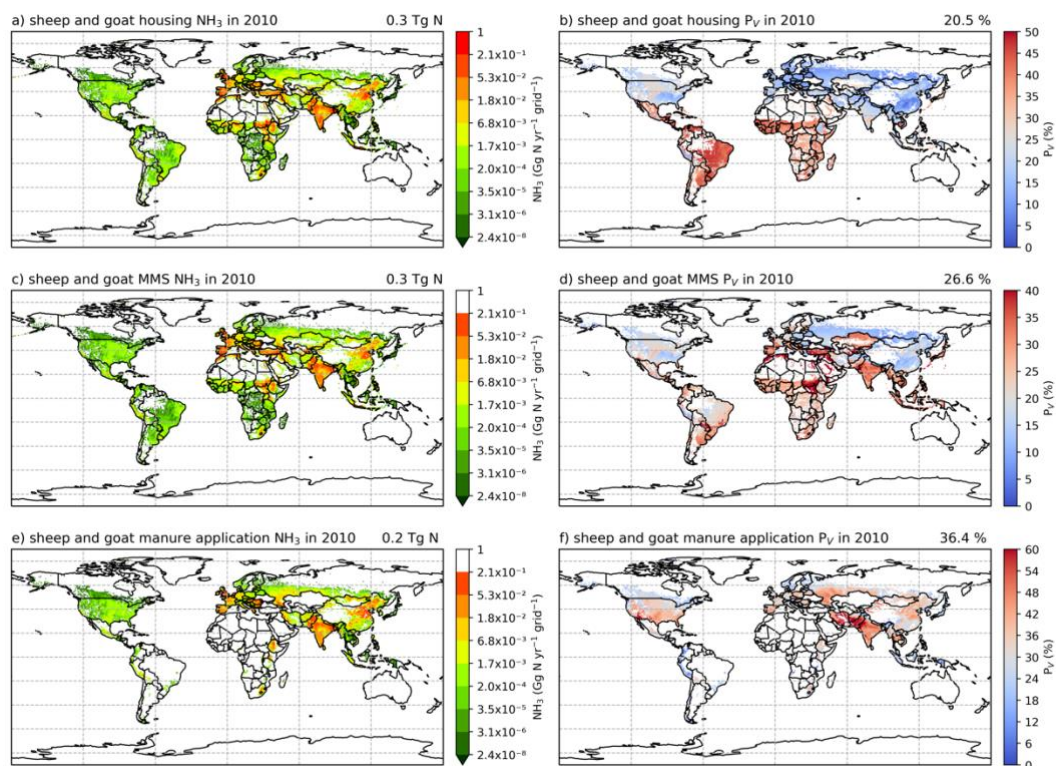 a) sheep and goat housing NH₃ in 2010 0.3 Tg N
1
2.1x10⁻¹
5.3x10⁻²
1.8x10⁻²
6.8x10⁻³
1.7x10⁻³
2.0x10⁻⁴
3.5x10⁻⁵
3.1x10⁻⁶
2.4x10⁻⁸
NH₃ (Gg N yr⁻¹ grid⁻¹)
b) sheep and goat housing Pᵥ in 2010 20.5 %
50
45
40
35
30
25
20
15
10
5
0
Pᵥ (%)
c) sheep and goat MMS NH₃ in 2010 0.3 Tg N
1
2.1x10⁻¹
5.3x10⁻²
1.8x10⁻²
6.8x10⁻³
1.7x10⁻³
2.0x10⁻⁴
3.5x10⁻⁵
3.1x10⁻⁶
2.4x10⁻⁸
NH₃ (Gg N yr⁻¹ grid⁻¹)
d) sheep and goat MMS Pᵥ in 2010 26.6 %
40
35
30
25
20
15
10
5
0
Pᵥ (%)
e) sheep and goat manure application NH₃ in 2010 0.2 Tg N
1
2.1x10⁻¹
5.3x10⁻²
1.8x10⁻²
6.8x10⁻³
1.7x10⁻³
2.0x10⁻⁴
3.5x10⁻⁵
3.1x10⁻⁶
2.4x10⁻⁸
NH₃ (Gg N yr⁻¹ grid⁻¹)
f) sheep and goat manure application Pᵥ in 2010 36.4 %
60
54
48
42
36
30
24
18
12
6
0
Pᵥ (%)